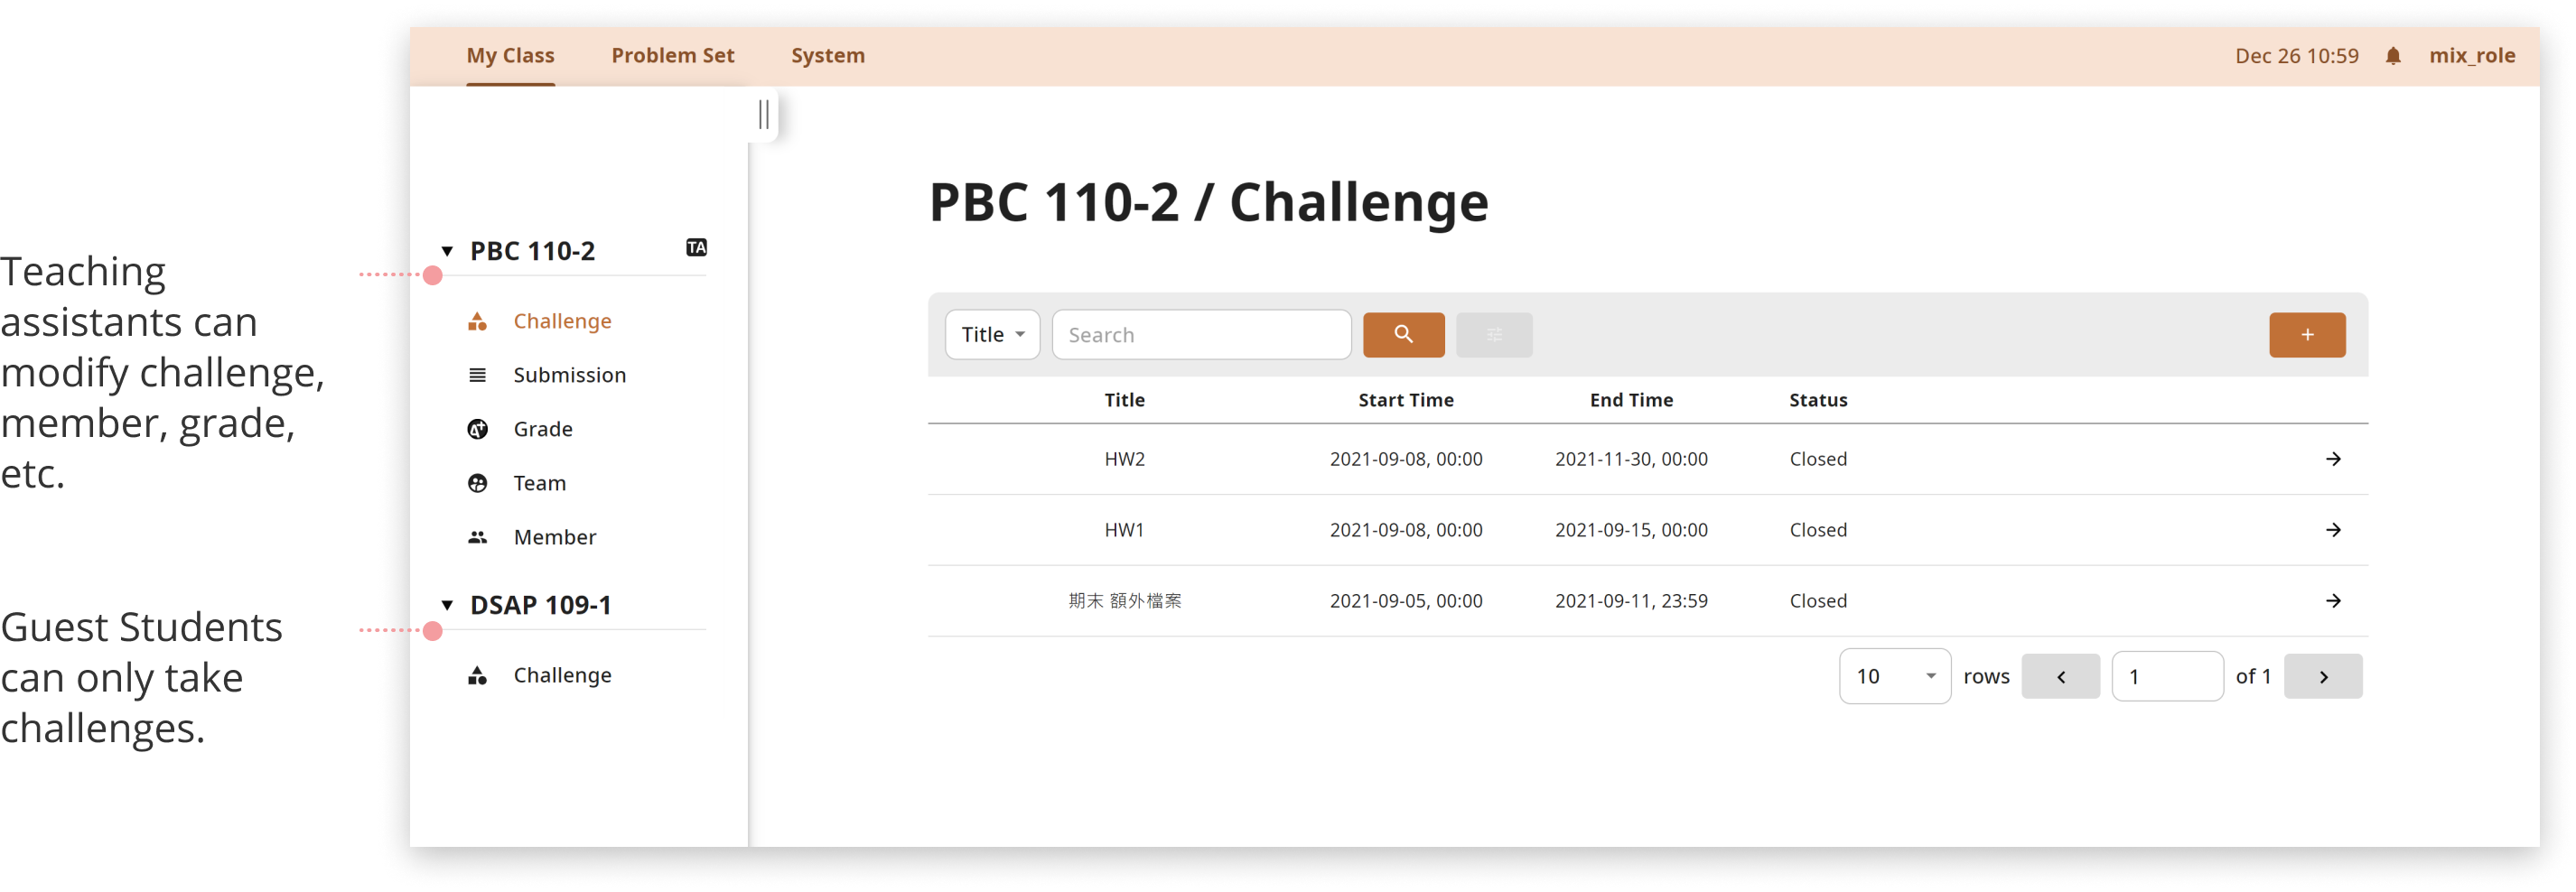 My Class Problem Set System Dec 26 10:59 mix_role
Teaching
assistants can
modify challenge,
member, grade,
etc.
Guest Students
can only take
challenges.
PBC 110-2 TA
Challenge
Submission
Grade
Team
Member
DSAP 109-1
Challenge
PBC 110-2 / Challenge
Title Search +
Title Start Time End Time Status
HW2 2021-09-08, 00:00 2021-11-30, 00:00 Closed
HW1 2021-09-08, 00:00 2021-09-15, 00:00 Closed
期末 額外檔案 2021-09-05, 00:00 2021-09-11, 23:59 Closed
10 rows 1 of 1